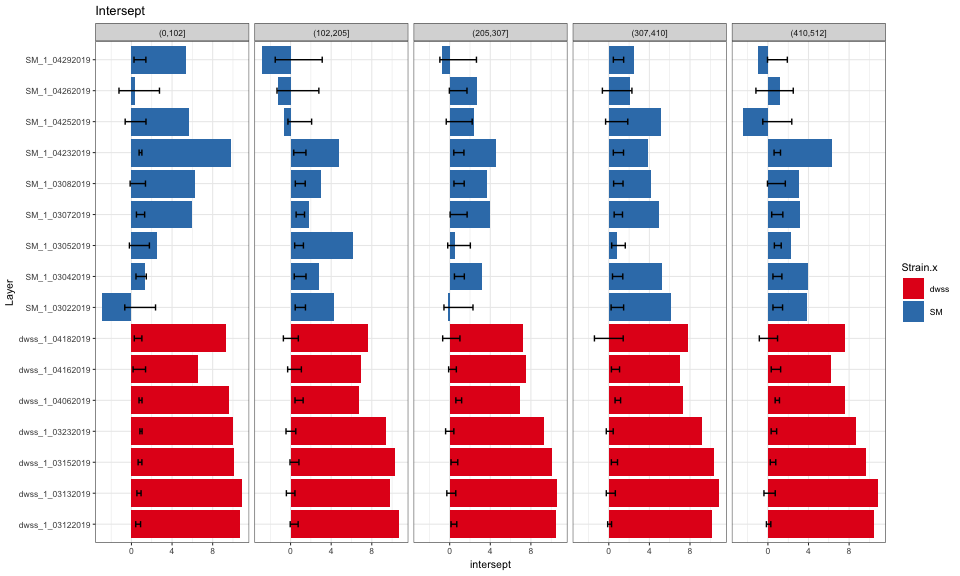 Intersept
(0,102] (102,205] (205,307] (307,410] (410,512]
SM_1_04292019
SM_1_04262019
SM_1_04252019
SM_1_04232019
SM_1_03082019
SM_1_03072019
SM_1_03052019
SM_1_03042019
SM_1_03022019
dwss_1_04182019
dwss_1_04162019
dwss_1_04062019
dwss_1_03232019
dwss_1_03152019
dwss_1_03132019
dwss_1_03122019
Layer
0 4 8 0 4 8 0 4 8 0 4 8 0 4 8
intersept
Strain.x
dwss
SM